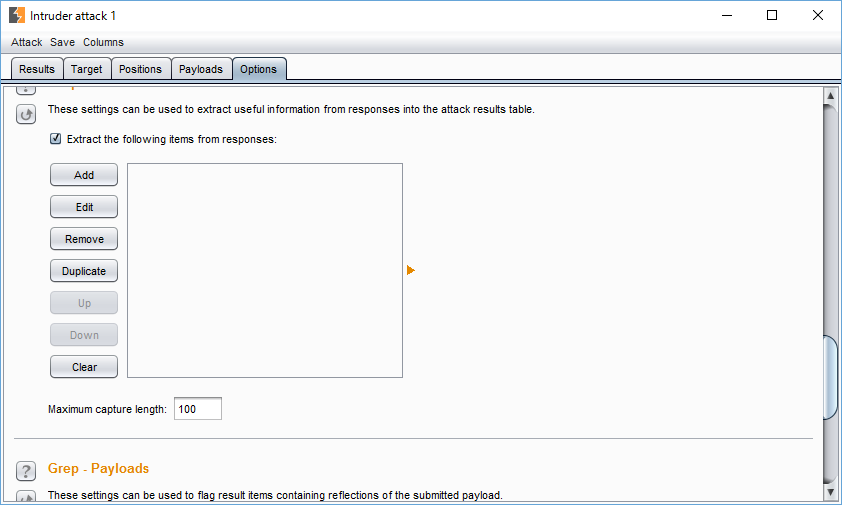 Intruder attack 1
Attack Save Columns
Results Target Positions Payloads Options
These settings can be used to extract useful information from responses into the attack results table.
Extract the following items from responses:
Add
Edit
Remove
Duplicate
Up
Down
Clear
Maximum capture length: 100
? Grep - Payloads
These settings can be used to flag result items containing reflections of the submitted payload.